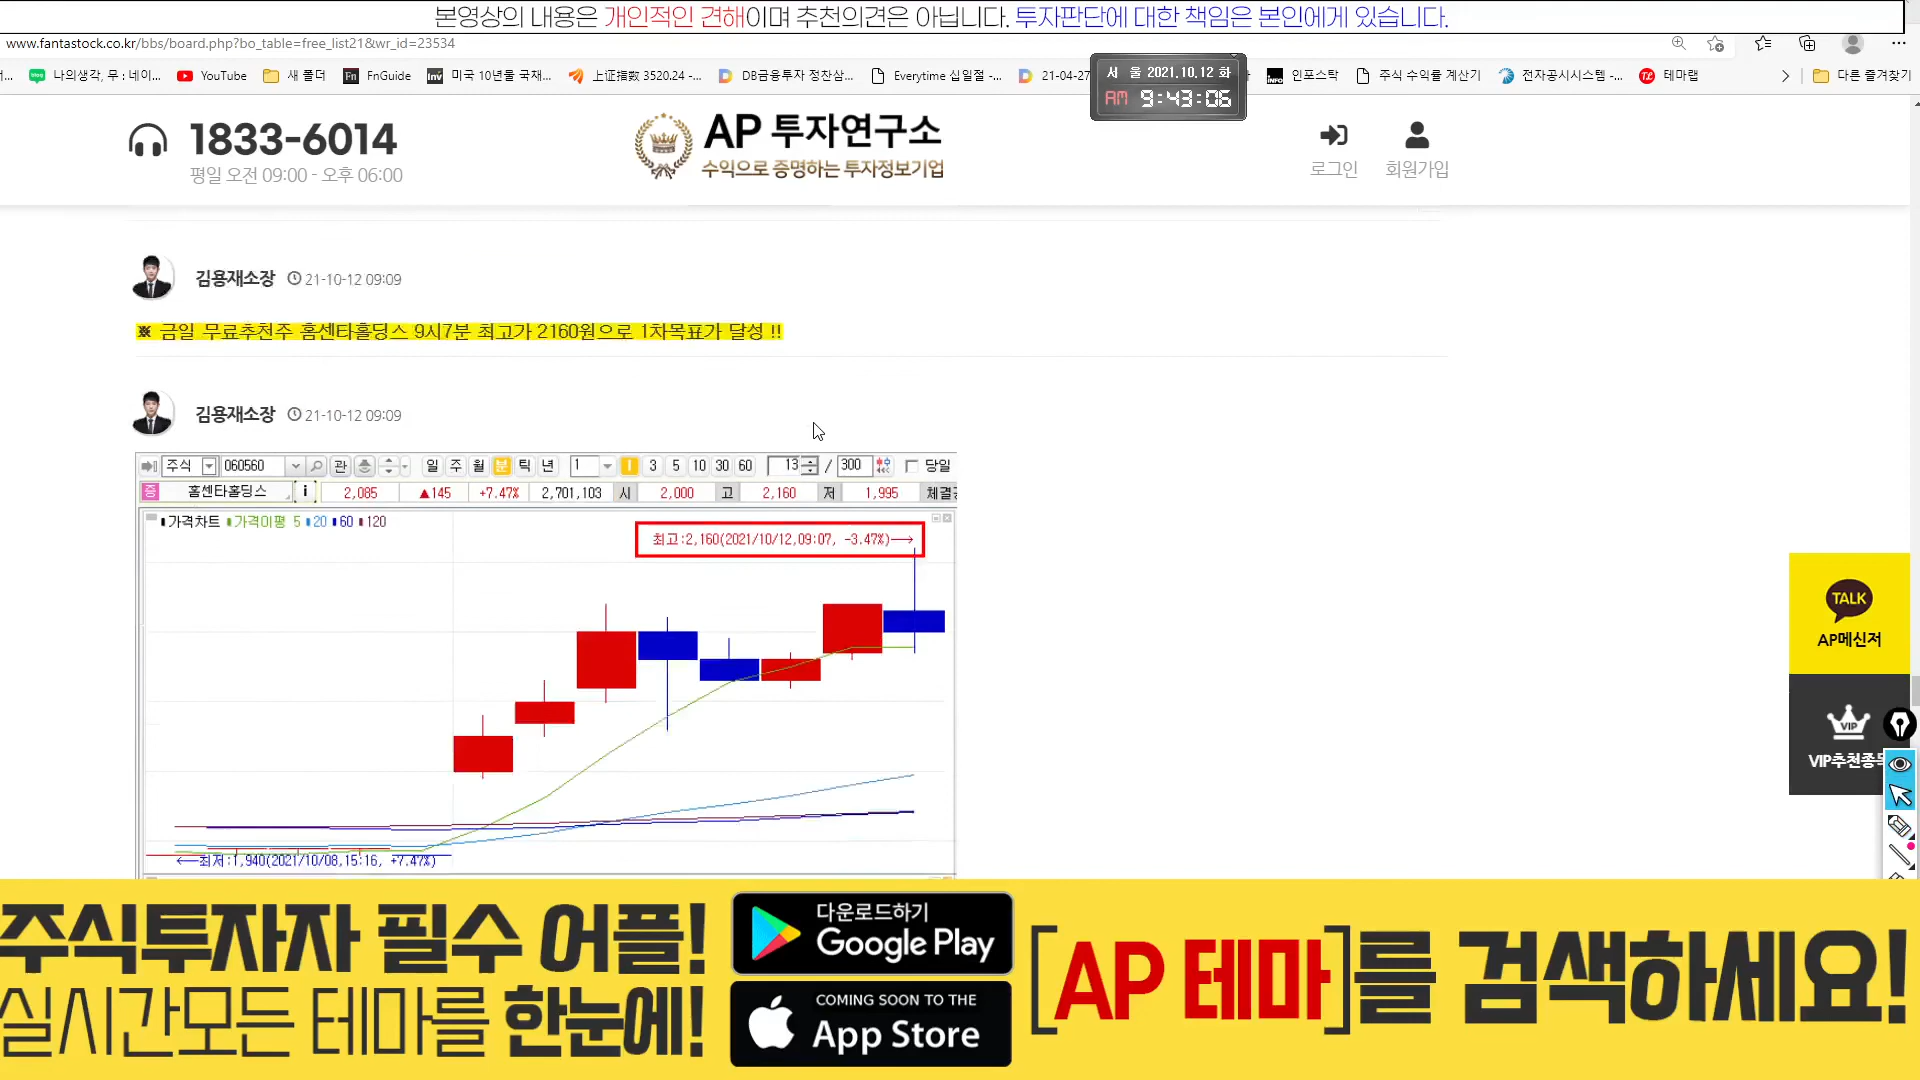 본영상의 내용은 개인적인 견해이며 추천의견은 아닙니다. 투자판단에 대한 책임은 본인에게 있습니다.
www.fantastock.co.kr/bbs/board.php?bo_table=free_list21&wr_id=23534
나의생각, 무 : 네이... YouTube 새 폴더 FnGuide 미국 10년물 국채... 上证指数 3520.24 -... DB금융투자 정찬삼... Everytime 십일절 -... 21-04-27 인포스탁 주식 수익률 계산기 전자공시시스템 -... 테마랩 다른 즐겨찾기
서 울 2021.10.12 화
AM 9:43:06
1833-6014
평일 오전 09:00 - 오후 06:00
AP 투자연구소
수익으로 증명하는 투자정보기업
로그인 회원가입
김용재소장 21-10-12 09:09
※ 금일 무료추천주 홈센타홀딩스 9시7분 최고가 2160원으로 1차목표가 달성 !!
김용재소장 21-10-12 09:09
주식 060560 관 일 주 월 분 틱 년 1 1 3 5 10 30 60 13 / 300 당일
증 홈센타홀딩스 i 2,085 ▲145 +7.47% 2,701,103 시 2,000 고 2,160 저 1,995 체결
가격차트 가격이평 5 20 60 120
최고:2,160(2021/10/12,09:07, -3.47%)→
←최저:1,940(2021/10/08,15:16, +7.47%)
TALK
AP메신저
VIP
VIP추천종
주식투자자 필수 어플!
실시간모든 테마를 한눈에!
다운로드하기
Google Play
COMING SOON TO THE
App Store
[AP 테마]를 검색하세요!